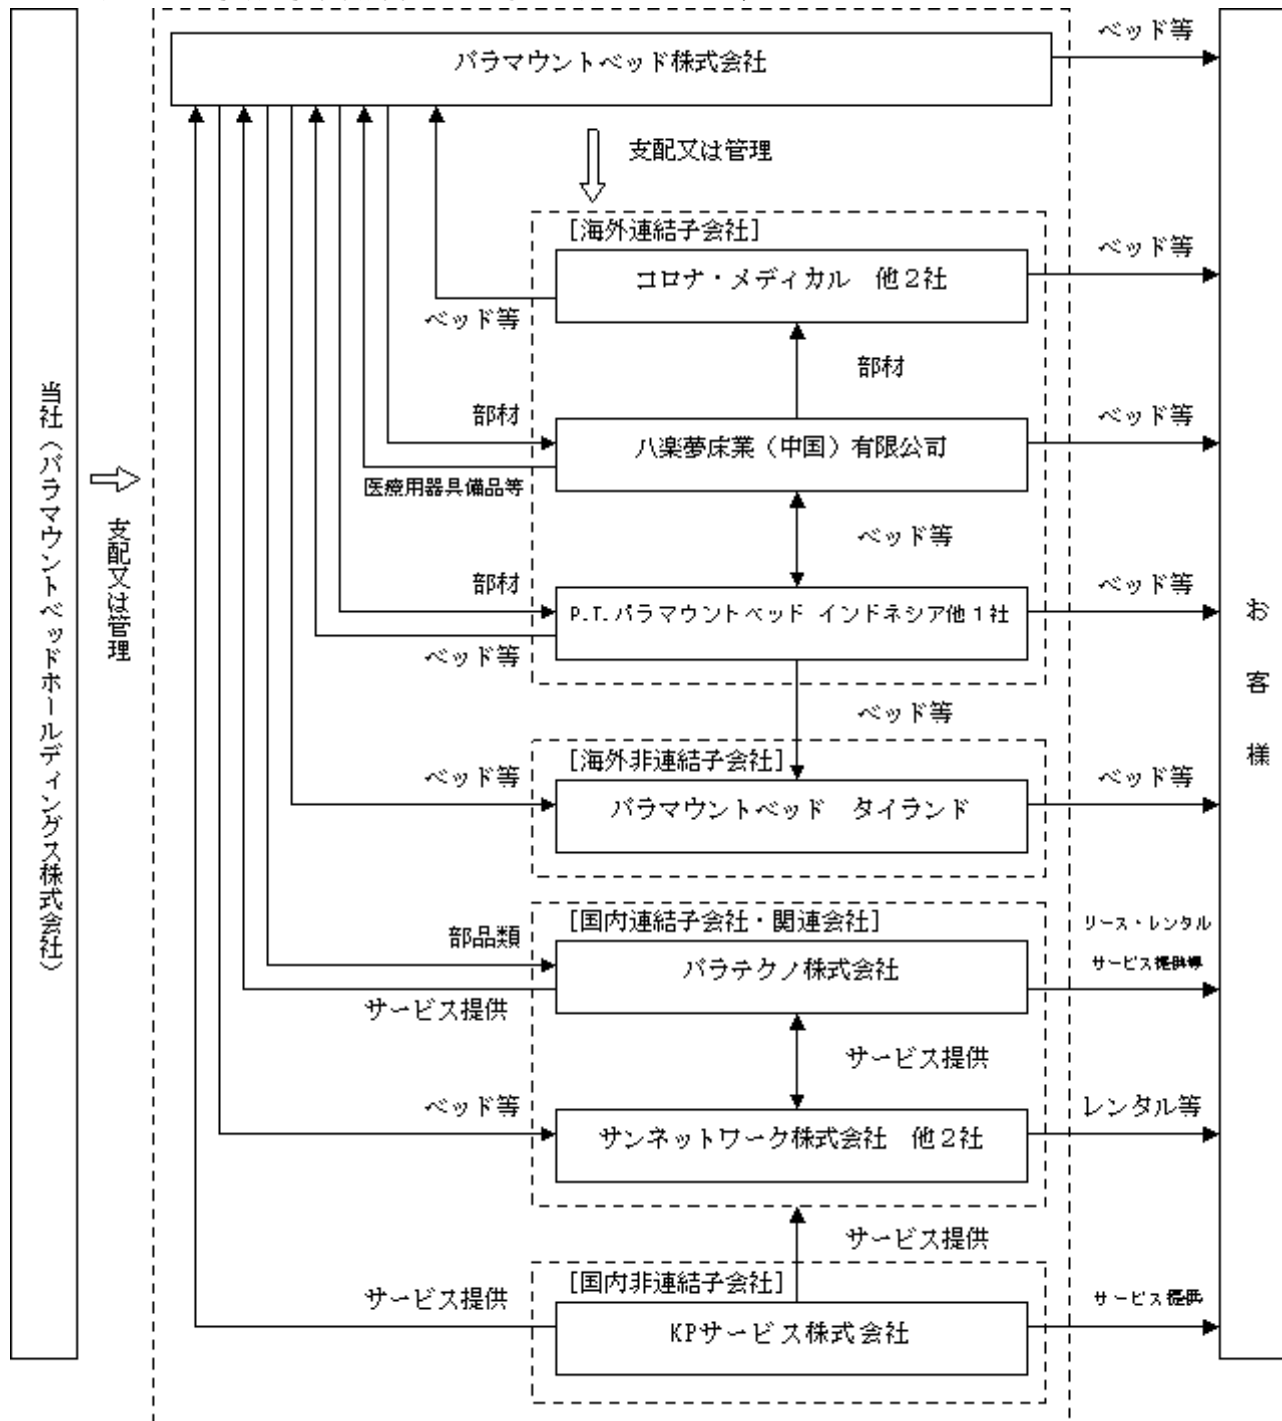 ベッド等
パラマウントベッド株式会社
支配又は管理
[海外連結子会社]
コロナ・メディカル　他２社
ベッド等
ベッド等
部材
部材
八楽夢床業（中国）有限公司
ベッド等
医療用器具備品等
ベッド等
部材
P.T.パラマウントベッド インドネシア他１社
ベッド等
ベッド等
ベッド等
[海外非連結子会社]
ベッド等
パラマウントベッド　タイランド
ベッド等
[国内連結子会社・関連会社]
部品類
パラテクノ株式会社
リース・レンタル
サービス提供等
サービス提供
サービス提供
ベッド等
サンネットワーク株式会社　他２社
レンタル等
サービス提供
[国内非連結子会社]
サービス提供
KPサービス株式会社
サービス提供
当社（パラマウントベッドホールディングス株式会社）
支配又は管理
お客様